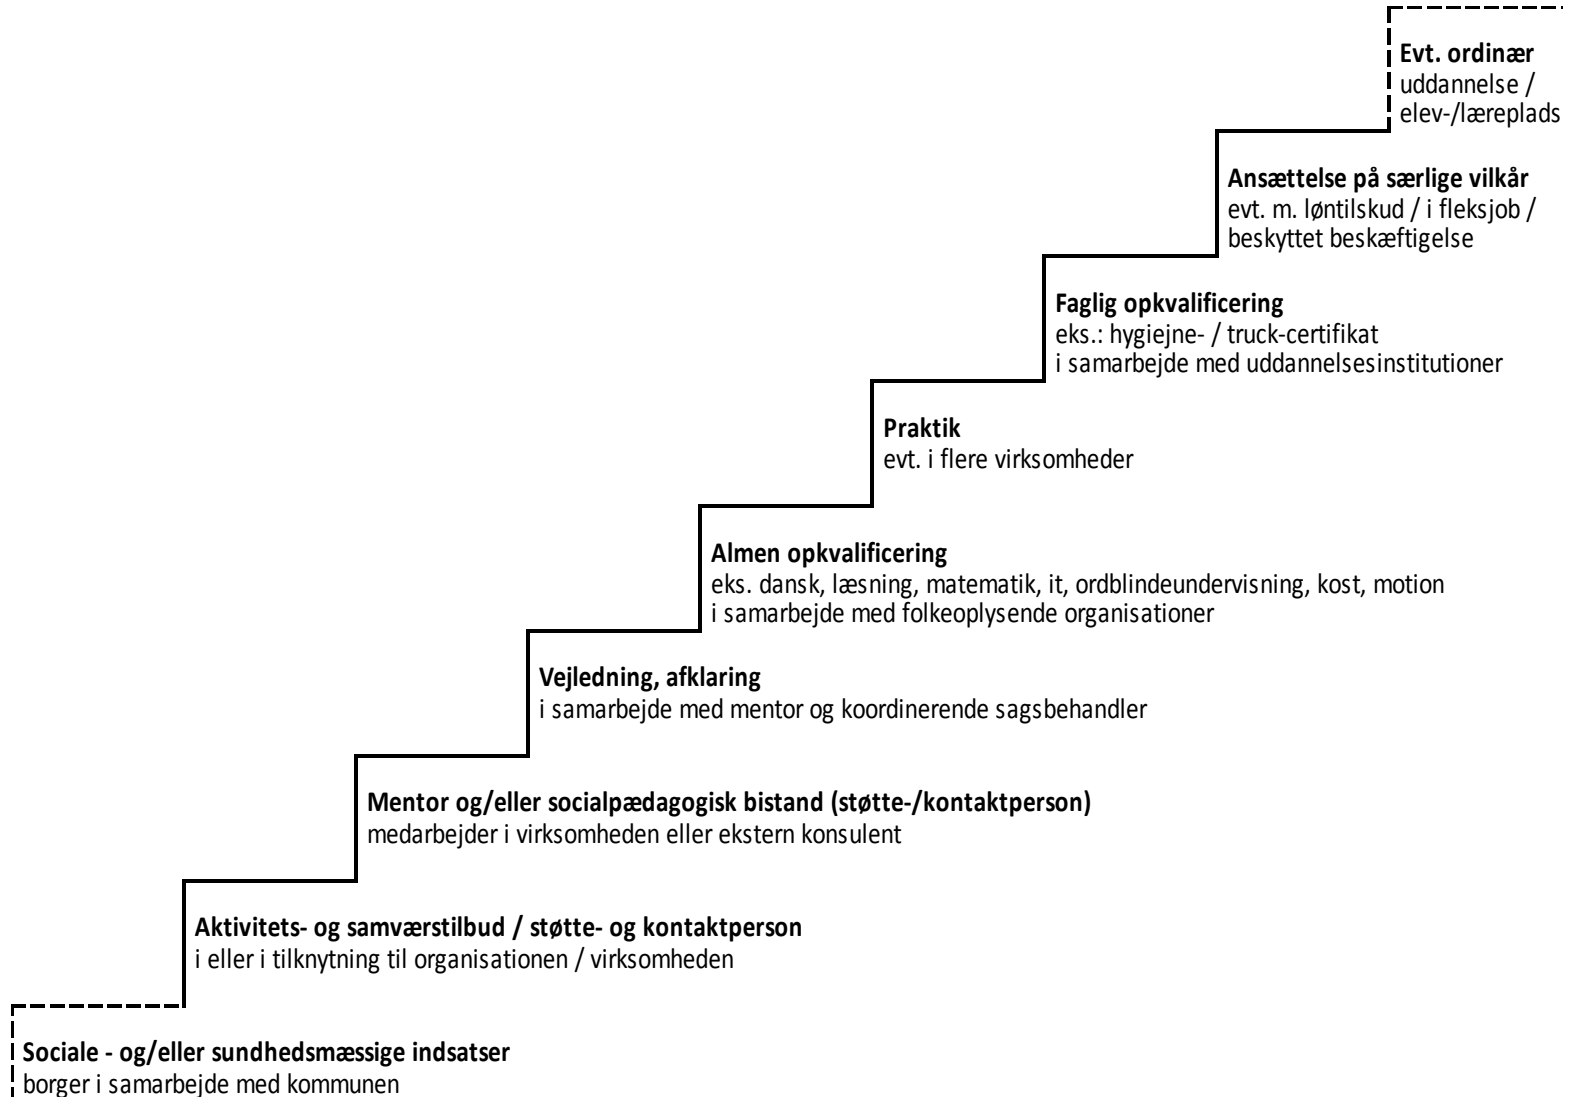 Evt. ordinær
uddannelse /
elev-/læreplads
Ansættelse på særlige vilkår
evt. m. løntilskud / i fleksjob /
beskyttet beskæftigelse
Faglig opkvalificering
eks.: hygiejne- / truck-certifikat
i samarbejde med uddannelsesinstitutioner
Praktik
evt. i flere virksomheder
Almen opkvalificering
eks. dansk, læsning, matematik, it, ordblindeundervisning, kost, motion
i samarbejde med folkeoplysende organisationer
Vejledning, afklaring
i samarbejde med mentor og koordinerende sagsbehandler
Mentor og/eller socialpædagogisk bistand (støtte-/kontaktperson)
medarbejder i virksomheden eller ekstern konsulent
Aktivitets- og samværstilbud / støtte- og kontaktperson
i eller i tilknytning til organisationen / virksomheden
Sociale - og/eller sundhedsmæssige indsatser
borger i samarbejde med kommunen